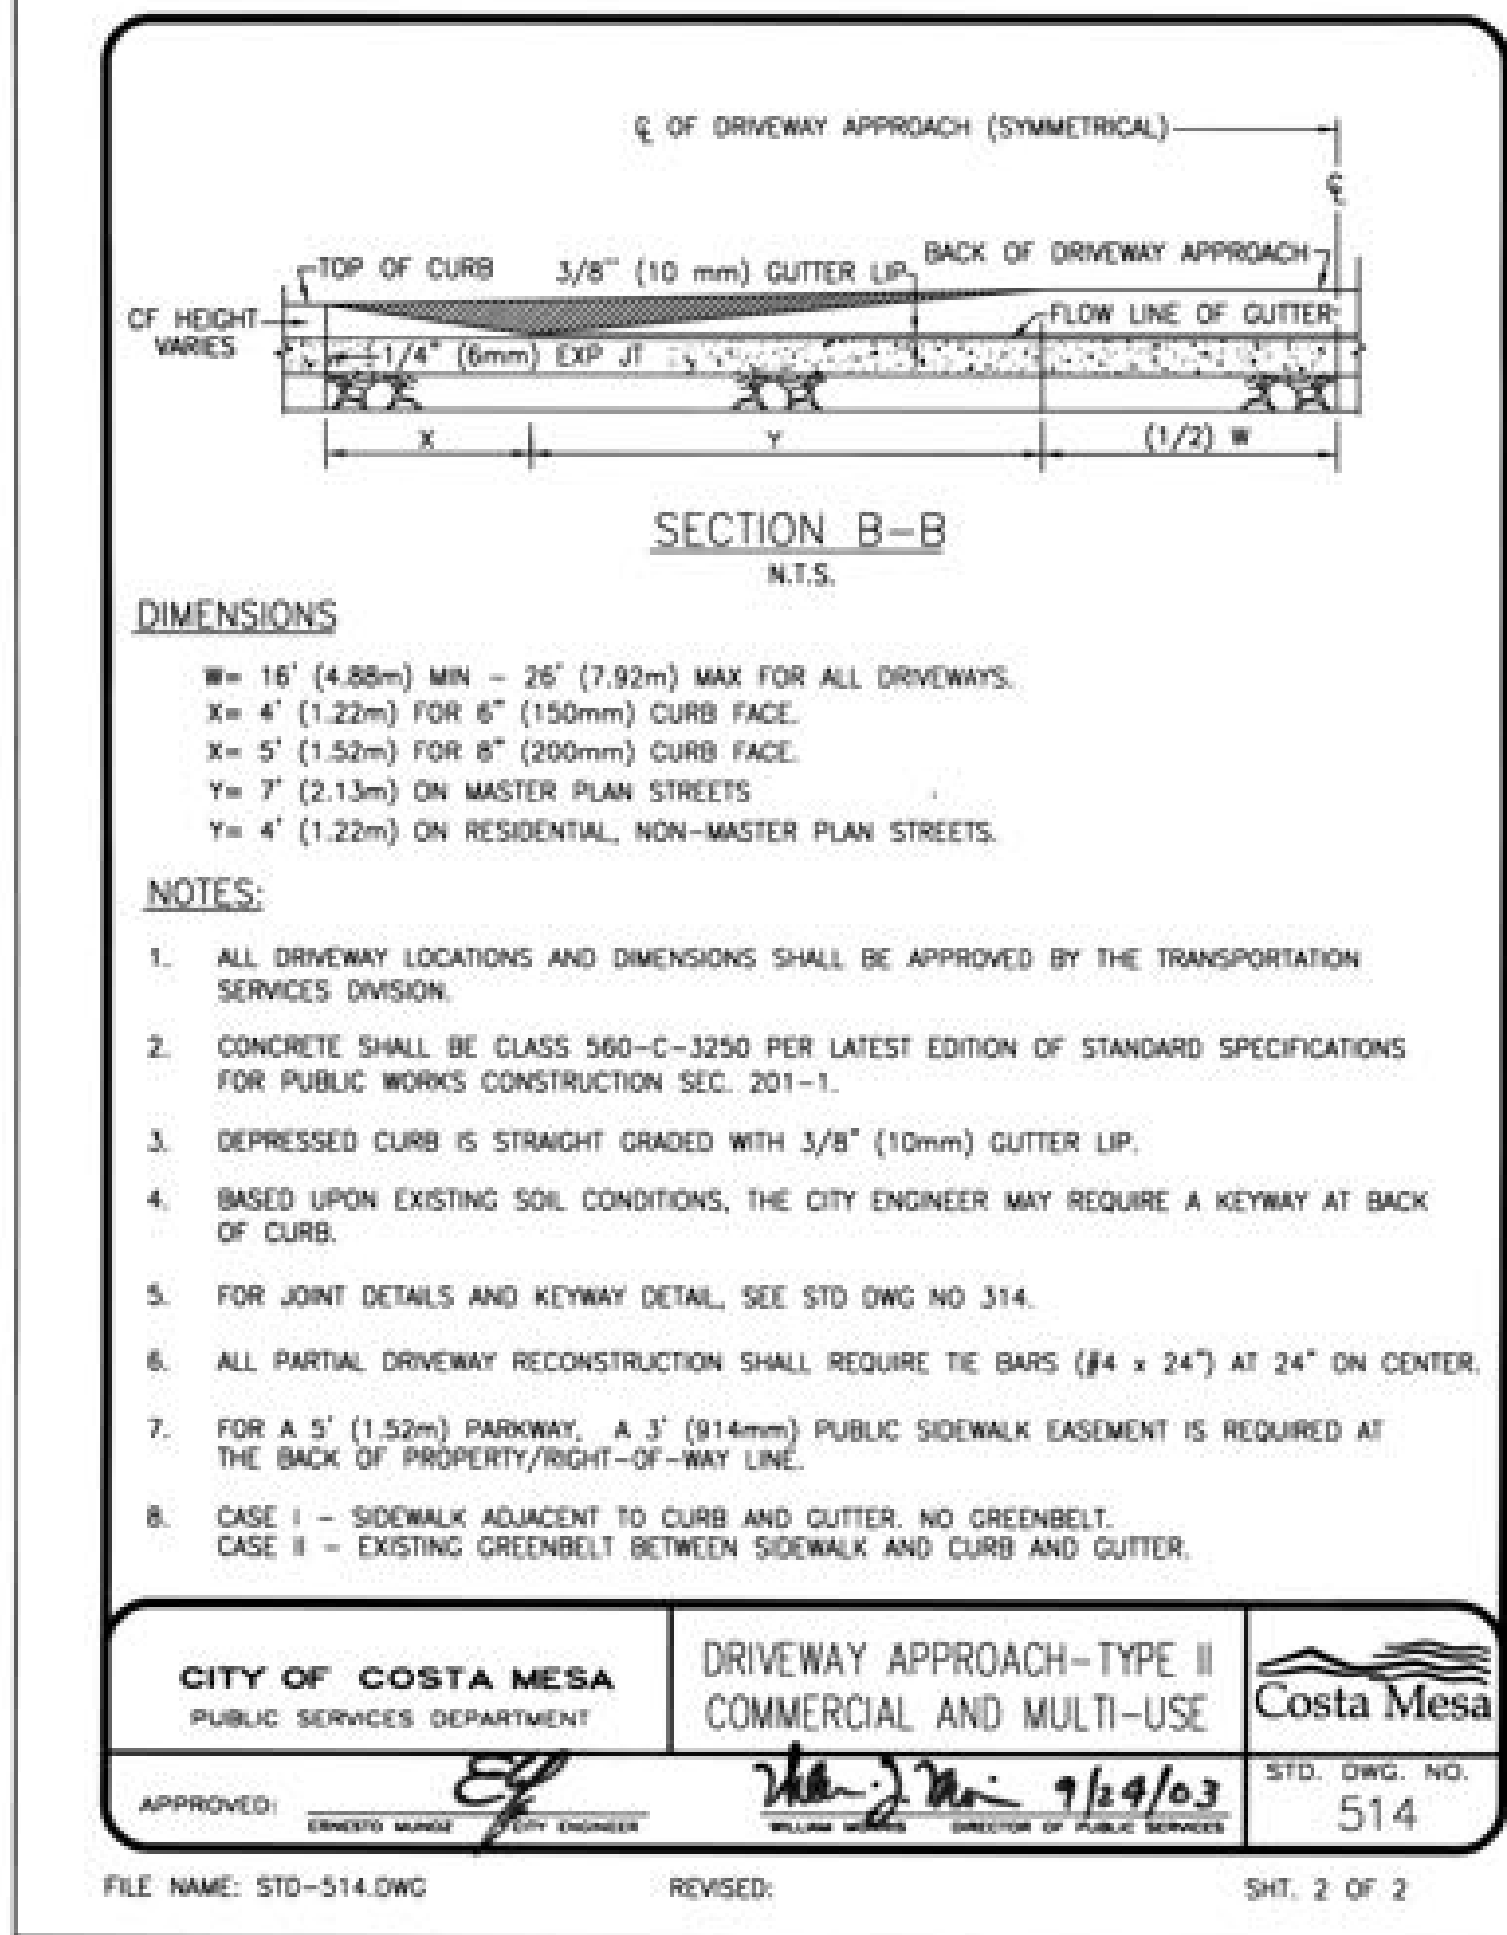 ℄ OF DRIVEWAY APPROACH (SYMMETRICAL)
℄
BACK OF DRIVEWAY APPROACH
TOP OF CURB
3/8" (10 mm) GUTTER LIP
CF HEIGHT
VARIES
FLOW LINE OF GUTTER
1/4" (6mm) EXP JT
X
Y
(1/2) W
SECTION B-B
N.T.S.
DIMENSIONS
W= 16' (4.88m) MIN - 26' (7.92m) MAX FOR ALL DRIVEWAYS.
X= 4' (1.22m) FOR 6" (150mm) CURB FACE.
X= 5' (1.52m) FOR 8" (200mm) CURB FACE.
Y= 7' (2.13m) ON MASTER PLAN STREETS
Y= 4' (1.22m) ON RESIDENTIAL, NON-MASTER PLAN STREETS.
NOTES:
1. ALL DRIVEWAY LOCATIONS AND DIMENSIONS SHALL BE APPROVED BY THE TRANSPORTATION
SERVICES DIVISION.
2. CONCRETE SHALL BE CLASS 560-C-3250 PER LATEST EDITION OF STANDARD SPECIFICATIONS
FOR PUBLIC WORKS CONSTRUCTION SEC. 201-1.
3. DEPRESSED CURB IS STRAIGHT GRADED WITH 3/8" (10mm) GUTTER LIP.
4. BASED UPON EXISTING SOIL CONDITIONS, THE CITY ENGINEER MAY REQUIRE A KEYWAY AT BACK
OF CURB.
5. FOR JOINT DETAILS AND KEYWAY DETAIL, SEE STD DWG NO 314.
6. ALL PARTIAL DRIVEWAY RECONSTRUCTION SHALL REQUIRE TIE BARS (#4 x 24") AT 24" ON CENTER.
7. FOR A 5' (1.52m) PARKWAY, A 3' (914mm) PUBLIC SIDEWALK EASEMENT IS REQUIRED AT
THE BACK OF PROPERTY/RIGHT-OF-WAY LINE.
8. CASE I - SIDEWALK ADJACENT TO CURB AND GUTTER. NO GREENBELT.
CASE II - EXISTING GREENBELT BETWEEN SIDEWALK AND CURB AND GUTTER.
CITY OF COSTA MESA
PUBLIC SERVICES DEPARTMENT
DRIVEWAY APPROACH-TYPE II
COMMERCIAL AND MULTI-USE
Costa Mesa
APPROVED:
ERNESTO MUNOZ CITY ENGINEER
9/24/03
WILLIAM MORRIS DIRECTOR OF PUBLIC SERVICES
STD. DWG. NO.
514
FILE NAME: STD-514.DWG
REVISED:
SHT. 2 OF 2